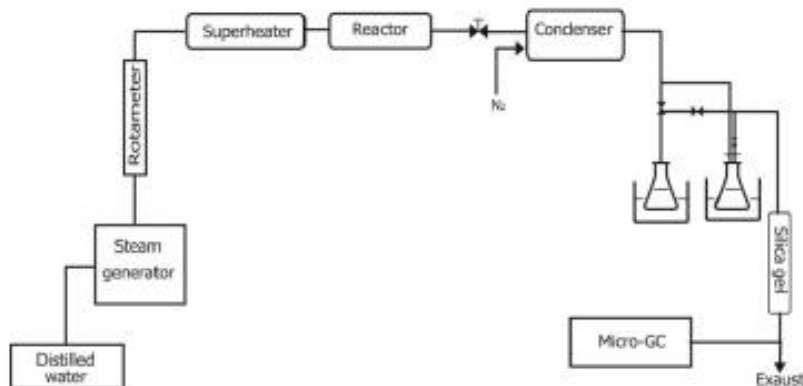 Superheater
Reactor
Condenser
Rotameter
N₂
Steam
generator
Silica gel
Distilled
water
Micro-GC
Exaust